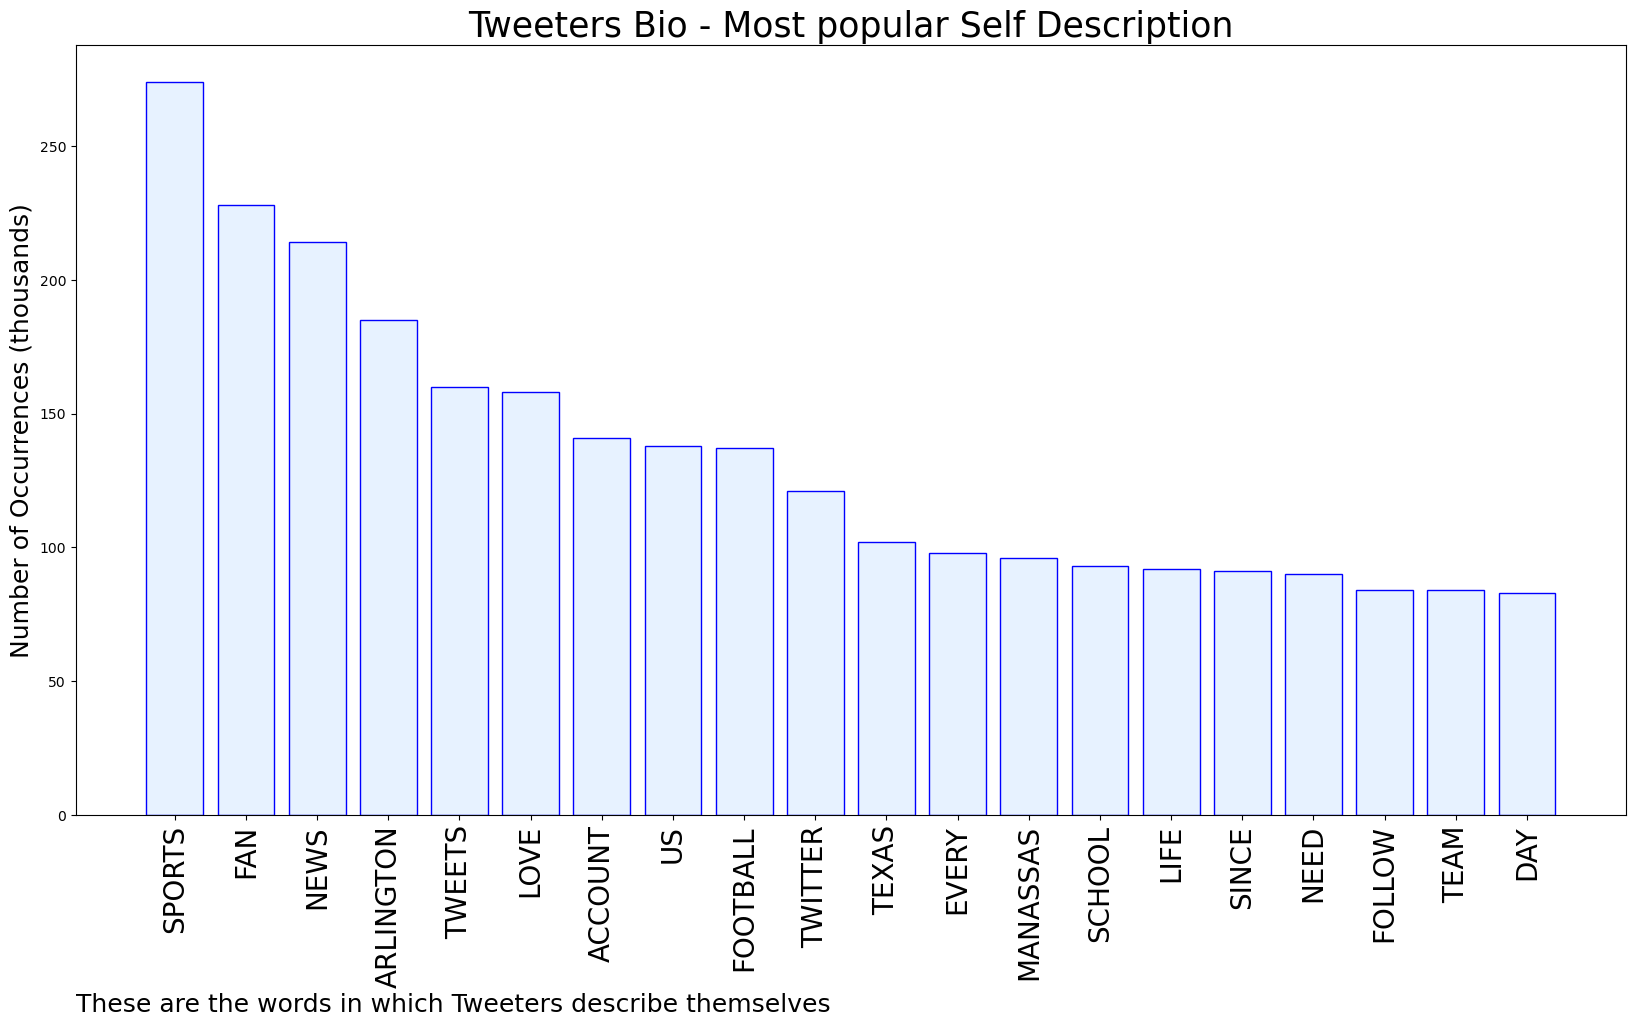 Tweeters Bio - Most popular Self Description
Number of Occurrences (thousands)
250
200
150
100
50
0
SPORTS
FAN
NEWS
ARLINGTON
TWEETS
LOVE
ACCOUNT
US
FOOTBALL
TWITTER
TEXAS
EVERY
MANASSAS
SCHOOL
LIFE
SINCE
NEED
FOLLOW
TEAM
DAY
These are the words in which Tweeters describe themselves